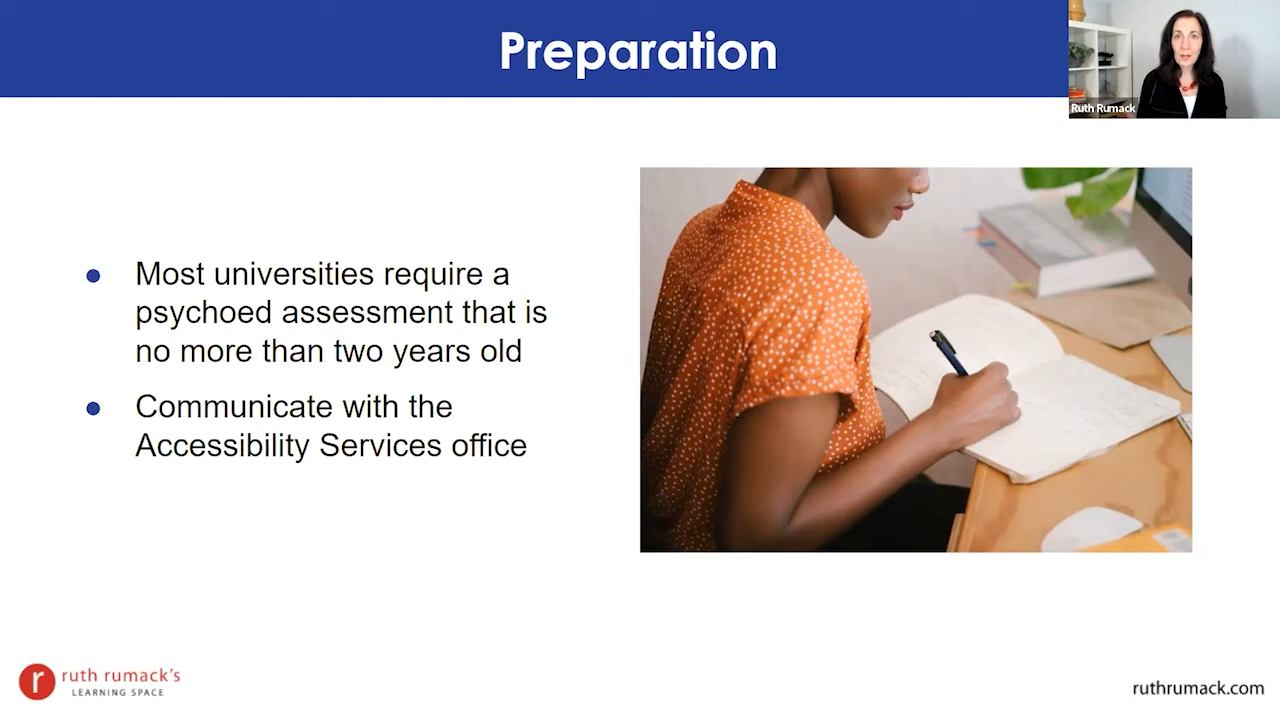 Preparation
Ruth Rumack
Most universities require a
psychoed assessment that is
no more than two years old
Communicate with the
Accessibility Services office
r
ruth rumack's
LEARNING SPACE
ruthrumack.com